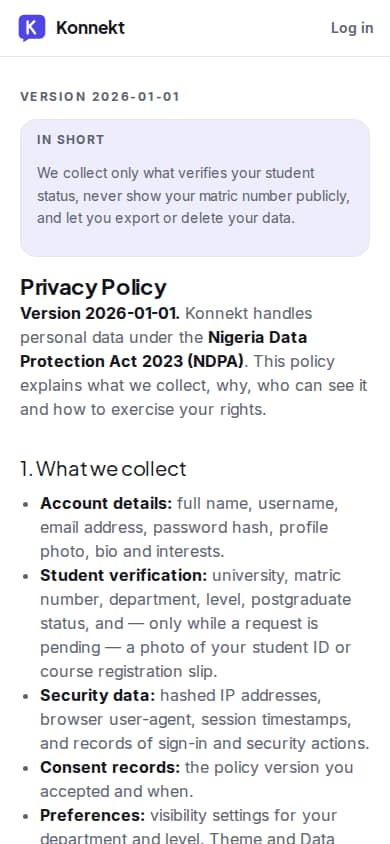 Konnekt
Log in
VERSION 2026-01-01
IN SHORT
We collect only what verifies your student
status, never show your matric number publicly,
and let you export or delete your data.
Privacy Policy
Version 2026-01-01. Konnekt handles
personal data under the Nigeria Data
Protection Act 2023 (NDPA). This policy
explains what we collect, why, who can see it
and how to exercise your rights.
1. What we collect
• Account details: full name, username,
email address, password hash, profile
photo, bio and interests.
• Student verification: university, matric
number, department, level, postgraduate
status, and — only while a request is
pending — a photo of your student ID or
course registration slip.
• Security data: hashed IP addresses,
browser user-agent, session timestamps,
and records of sign-in and security actions.
• Consent records: the policy version you
accepted and when.
• Preferences: visibility settings for your
department and level. Theme and Data